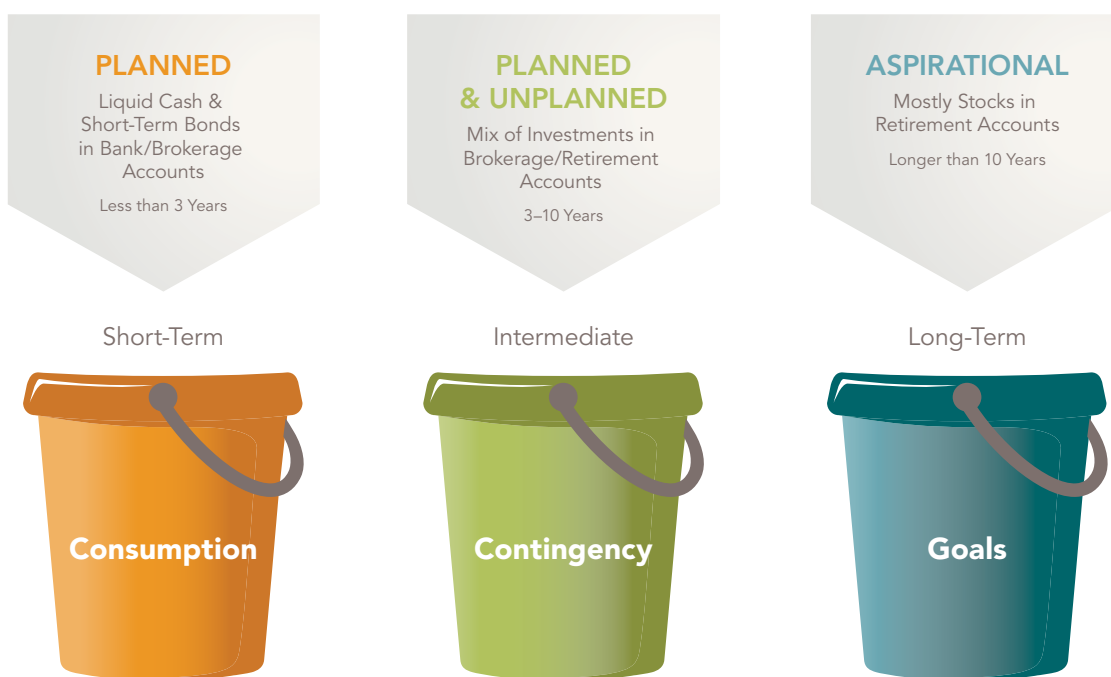 PLANNED
Liquid Cash &
Short-Term Bonds
in Bank/Brokerage
Accounts
Less than 3 Years
PLANNED
& UNPLANNED
Mix of Investments in
Brokerage/Retirement
Accounts
3–10 Years
ASPIRATIONAL
Mostly Stocks in
Retirement Accounts
Longer than 10 Years
Short-Term
Intermediate
Long-Term
Consumption
Contingency
Goals